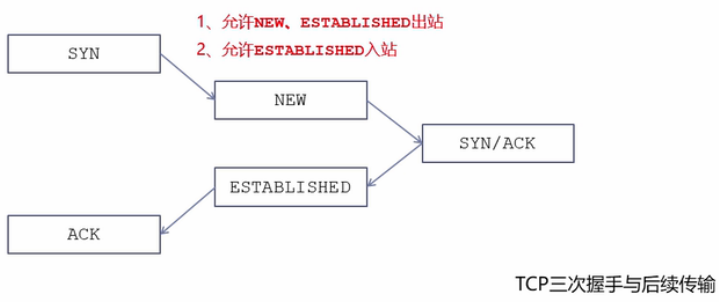 1、允许NEW、ESTABLISHED出站
2、允许ESTABLISHED入站
SYN
NEW
SYN/ACK
ESTABLISHED
ACK
TCP三次握手与后续传输